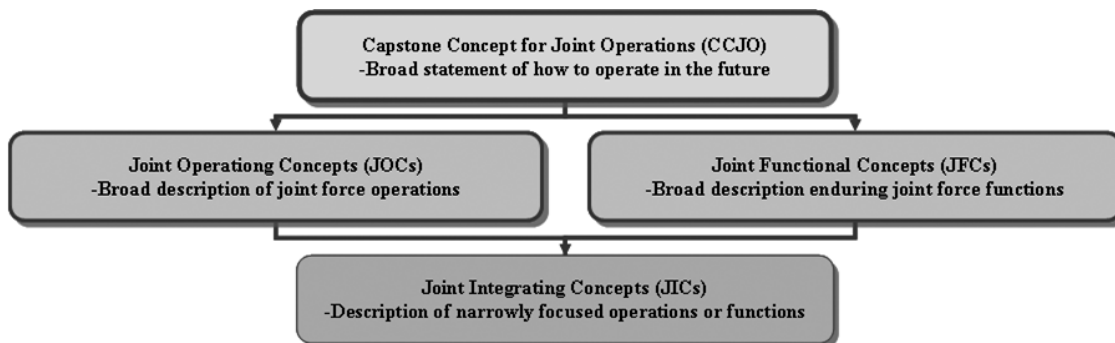 Capstone Concept for Joint Operations (CCJO)
-Broad statement of how to operate in the future
Joint Operationg Concepts (JOCs)
-Broad description of joint force operations
Joint Functional Concepts (JFCs)
-Broad description enduring joint force functions
Joint Integrating Concepts (JICs)
-Description of narrowly focused operations or functions